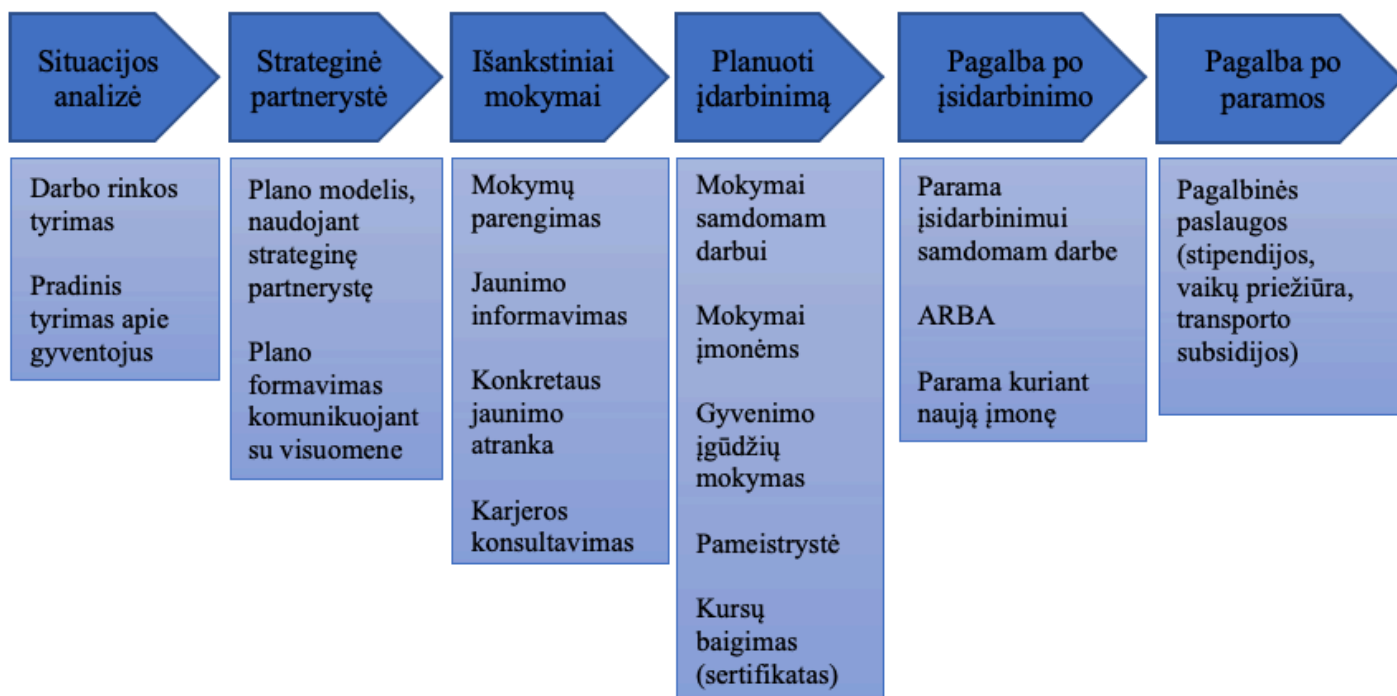 Situacijos
analizė
Strateginė
partnerystė
Išankstiniai
mokymai
Planuoti
įdarbinimą
Pagalba po
įsidarbinimo
Pagalba po
paramos
Darbo rinkos
tyrimas
Pradinis
tyrimas apie
gyventojus
Plano modelis,
naudojant
strateginę
partnerystę
Plano
formavimas
komunikuojant
su visuomene
Mokymų
parengimas
Jaunimo
informavimas
Konkretaus
jaunimo
atranka
Karjeros
konsultavimas
Mokymai
samdomam
darbui
Mokymai
įmonėms
Gyvenimo
įgūdžių
mokymas
Pameistrystė
Kursų
baigimas
(sertifikatas)
Parama
įsidarbinimui
samdomam darbe
ARBA
Parama kuriant
naują įmonę
Pagalbinės
paslaugos
(stipendijos,
vaikų priežiūra,
transporto
subsidijos)